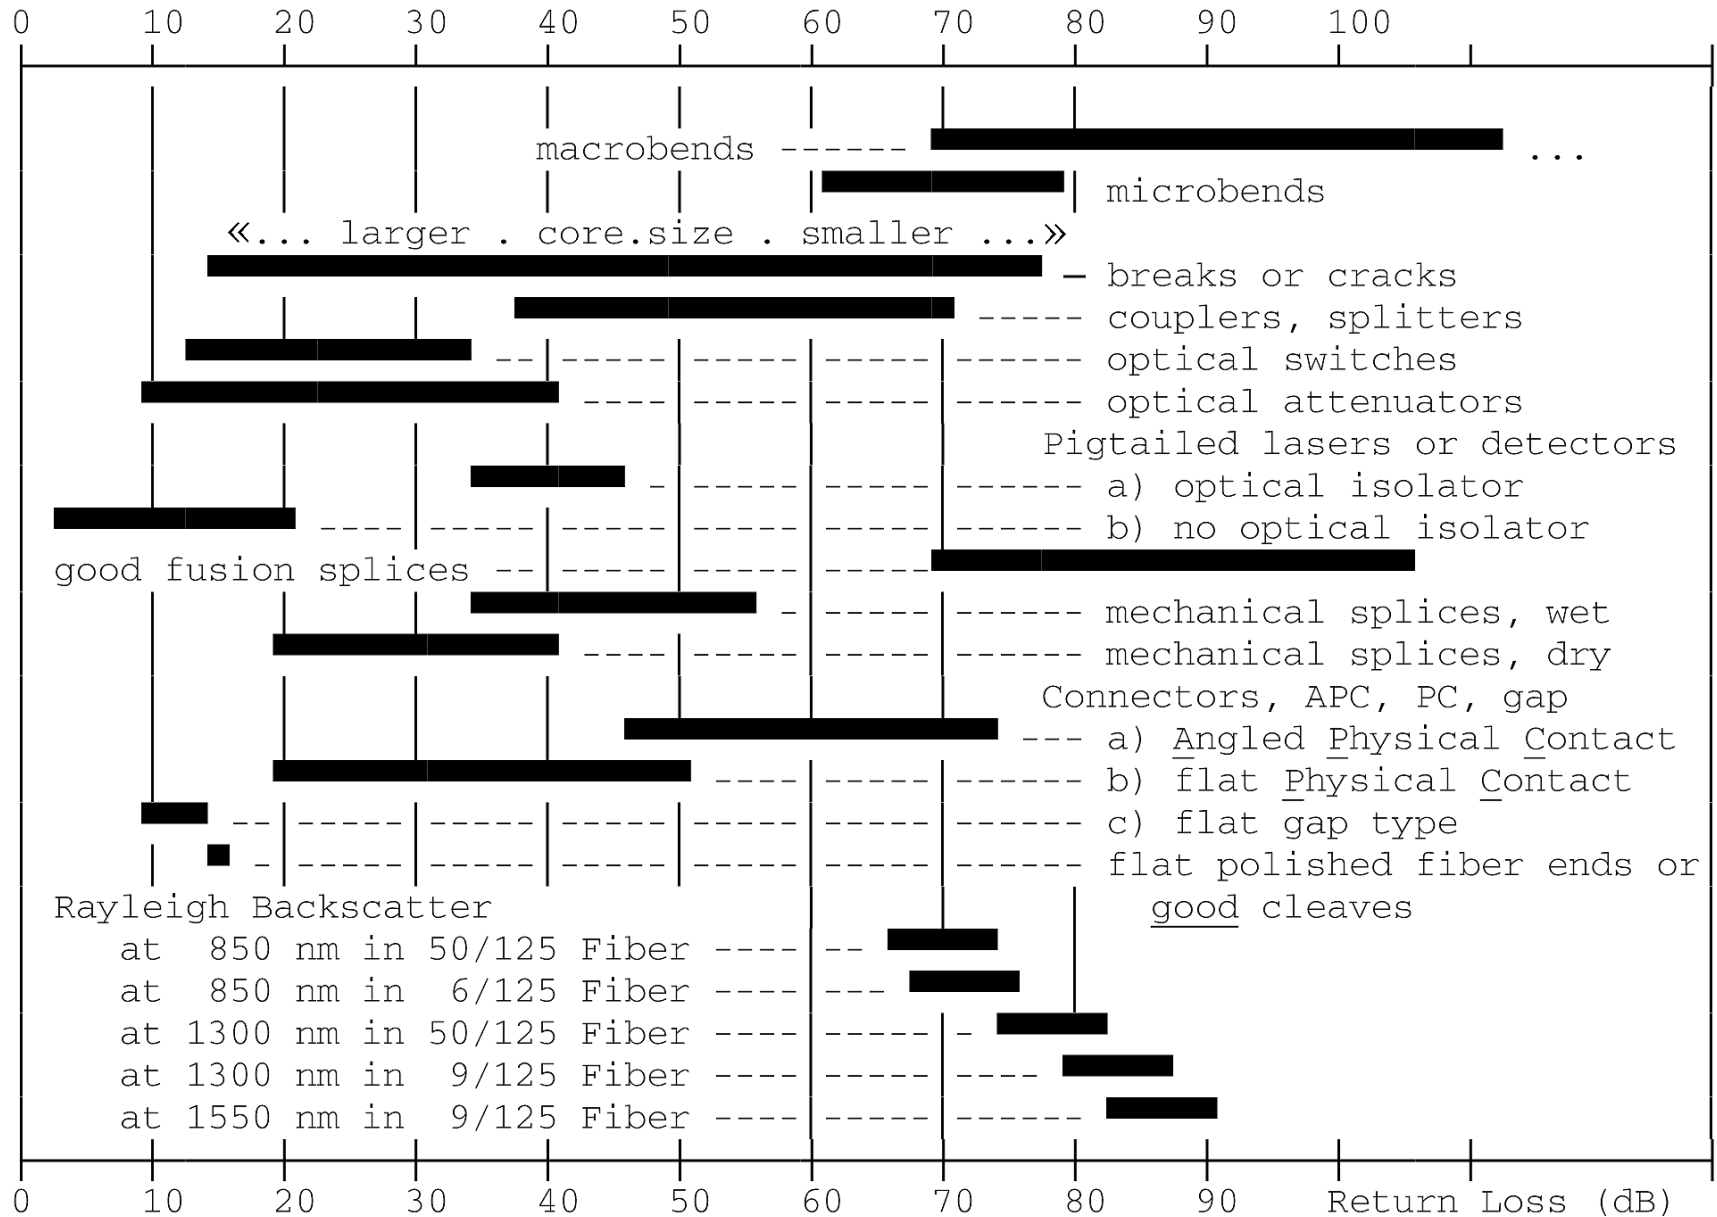 0 10 20 30 40 50 60 70 80 90 100
macrobends ------ ...
microbends
«... larger . core.size . smaller ...»
— breaks or cracks
----- couplers, splitters
optical switches
optical attenuators
Pigtailed lasers or detectors
a) optical isolator
b) no optical isolator
good fusion splices
mechanical splices, wet
mechanical splices, dry
Connectors, APC, PC, gap
a) Angled Physical Contact
b) flat Physical Contact
c) flat gap type
flat polished fiber ends or
good cleaves
Rayleigh Backscatter
at 850 nm in 50/125 Fiber
at 850 nm in 6/125 Fiber
at 1300 nm in 50/125 Fiber
at 1300 nm in 9/125 Fiber
at 1550 nm in 9/125 Fiber
0 10 20 30 40 50 60 70 80 90 Return Loss (dB)